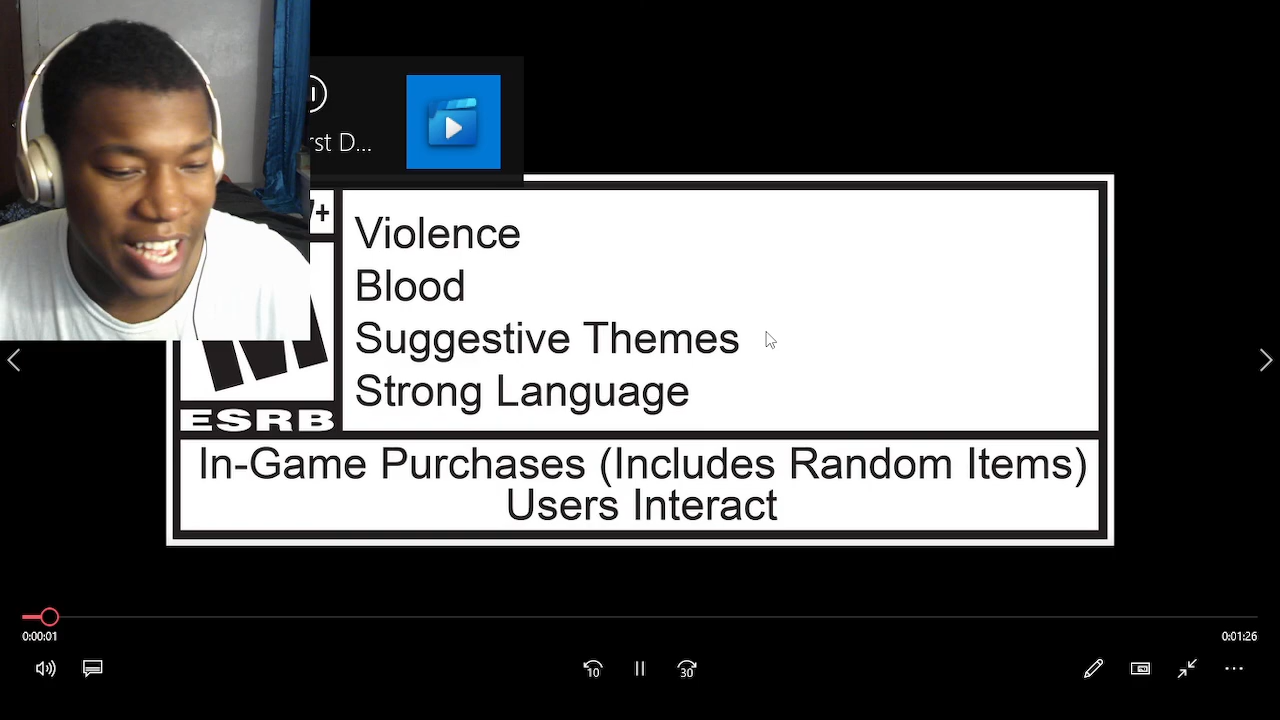 rst D...
7+
Violence
Blood
Suggestive Themes
Strong Language
M
ESRB
In-Game Purchases (Includes Random Items)
Users Interact
0:00:01
0:01:26
10
30